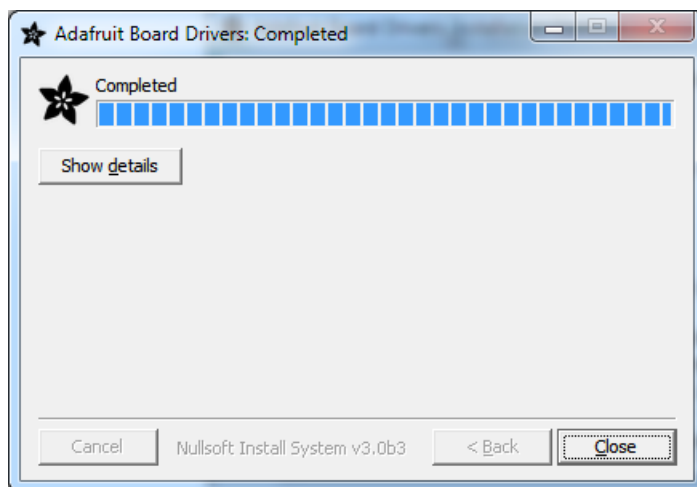 Adafruit Board Drivers: Completed
Completed
Show details
Cancel
Nullsoft Install System v3.0b3
< Back
Close